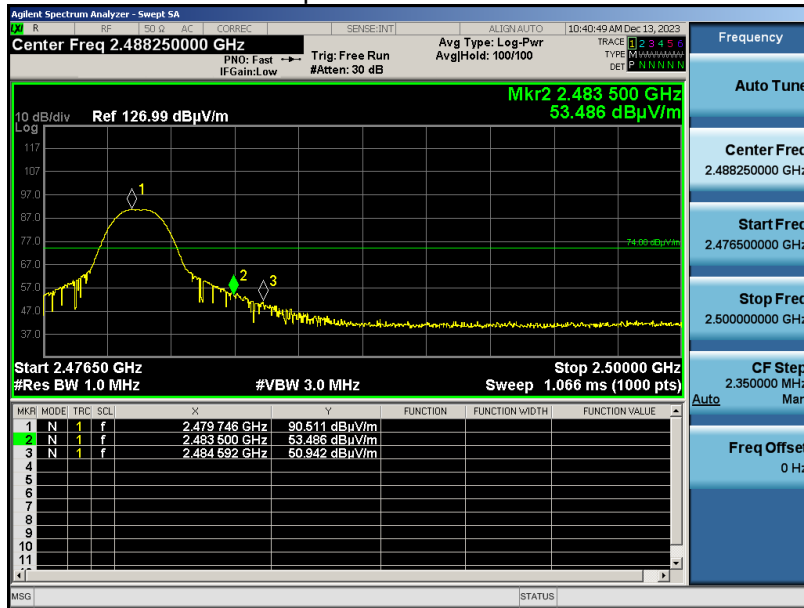 Agilent Spectrum Analyzer - Swept SA
LXI R RF 50 Ω AC CORREC SENSE:INT ALIGN AUTO 10:40:49 AM Dec 13, 2023
Center Freq 2.488250000 GHz
PNO: Fast
IFGain:Low
Trig: Free Run
#Atten: 30 dB
Avg Type: Log-Pwr
Avg|Hold: 100/100
TRACE 1 2 3 4 5 6
TYPE M
DET P N N N N N
Mkr2 2.483 500 GHz
53.486 dBµV/m
10 dB/div Ref 126.99 dBµV/m
Log
117
107
97.0
87.0
77.0
67.0
57.0
47.0
37.0
1
2
3
74.00 dBµV/m
Start 2.47650 GHz Stop 2.50000 GHz
#Res BW 1.0 MHz #VBW 3.0 MHz Sweep 1.066 ms (1000 pts)
MKR MODE TRC SCL X Y FUNCTION FUNCTION WIDTH FUNCTION VALUE
1 N 1 f 2.479 746 GHz 90.511 dBµV/m
2 N 1 f 2.483 500 GHz 53.486 dBµV/m
3 N 1 f 2.484 592 GHz 50.942 dBµV/m
4
5
6
7
8
9
10
11
MSG STATUS
Frequency
Auto Tune
Center Freq
2.488250000 GHz
Start Freq
2.476500000 GHz
Stop Freq
2.500000000 GHz
CF Step
2.350000 MHz
Auto Man
Freq Offset
0 Hz